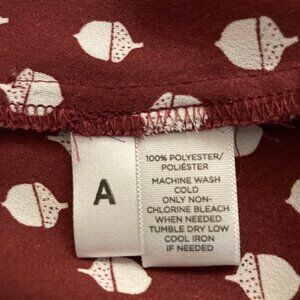 A
100% POLYESTER/
POLIÉSTER
MACHINE WASH
COLD
ONLY NON-
CHLORINE BLEACH
WHEN NEEDED
TUMBLE DRY LOW
COOL IRON
IF NEEDED